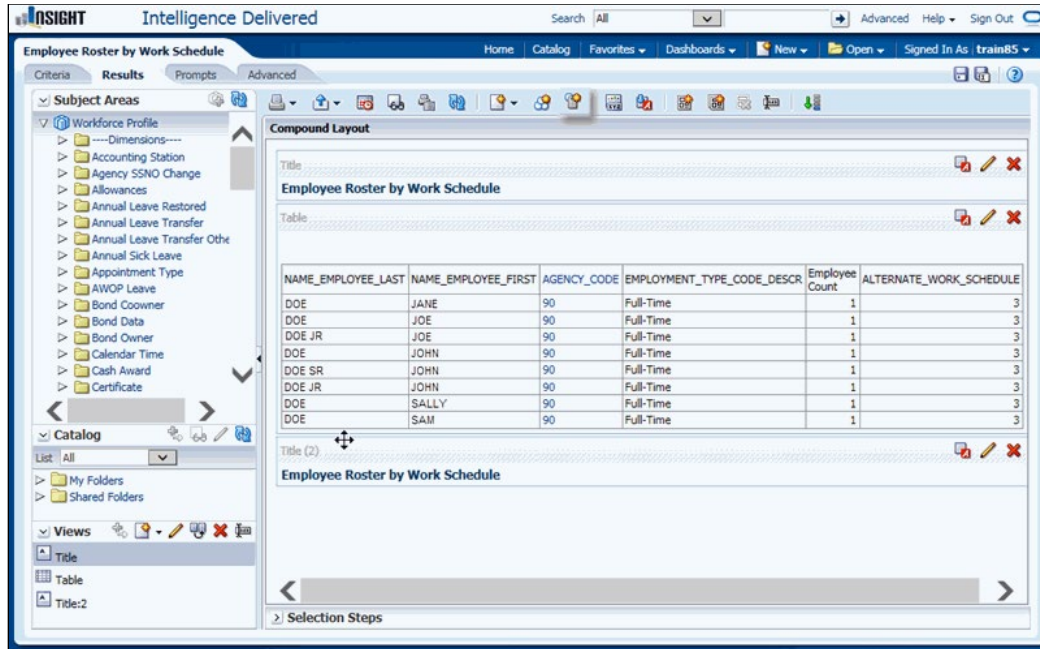 INSIGHT Intelligence Delivered Search All Advanced Help Sign Out
Employee Roster by Work Schedule Home Catalog Favorites Dashboards New Open Signed In As train85
Criteria Results Prompts Advanced
Subject Areas
Workforce Profile
----Dimensions----
Accounting Station
Agency SSNO Change
Allowances
Annual Leave Restored
Annual Leave Transfer
Annual Leave Transfer Othe
Annual Sick Leave
Appointment Type
AWOP Leave
Bond Coowner
Bond Data
Bond Owner
Calendar Time
Cash Award
Certificate
Catalog
List All
My Folders
Shared Folders
Views
Title
Table
Title:2
Compound Layout
Title
Employee Roster by Work Schedule
Table
NAME_EMPLOYEE_LAST NAME_EMPLOYEE_FIRST AGENCY_CODE EMPLOYMENT_TYPE_CODE_DESCR Employee Count ALTERNATE_WORK_SCHEDULE
DOE JANE 90 Full-Time 1 3
DOE JOE 90 Full-Time 1 3
DOE JR JOE 90 Full-Time 1 3
DOE JOHN 90 Full-Time 1 3
DOE SR JOHN 90 Full-Time 1 3
DOE JR JOHN 90 Full-Time 1 3
DOE SALLY 90 Full-Time 1 3
DOE SAM 90 Full-Time 1 3
Title (2)
Employee Roster by Work Schedule
Selection Steps